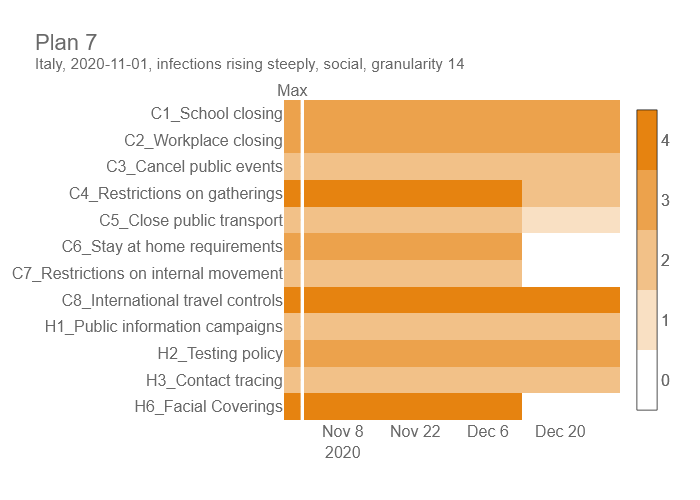 Plan 7
Italy, 2020-11-01, infections rising steeply, social, granularity 14
Max
C1_School closing
C2_Workplace closing
C3_Cancel public events
C4_Restrictions on gatherings
C5_Close public transport
C6_Stay at home requirements
C7_Restrictions on internal movement
C8_International travel controls
H1_Public information campaigns
H2_Testing policy
H3_Contact tracing
H6_Facial Coverings
4
3
2
1
0
Nov 8 Nov 22 Dec 6 Dec 20
2020